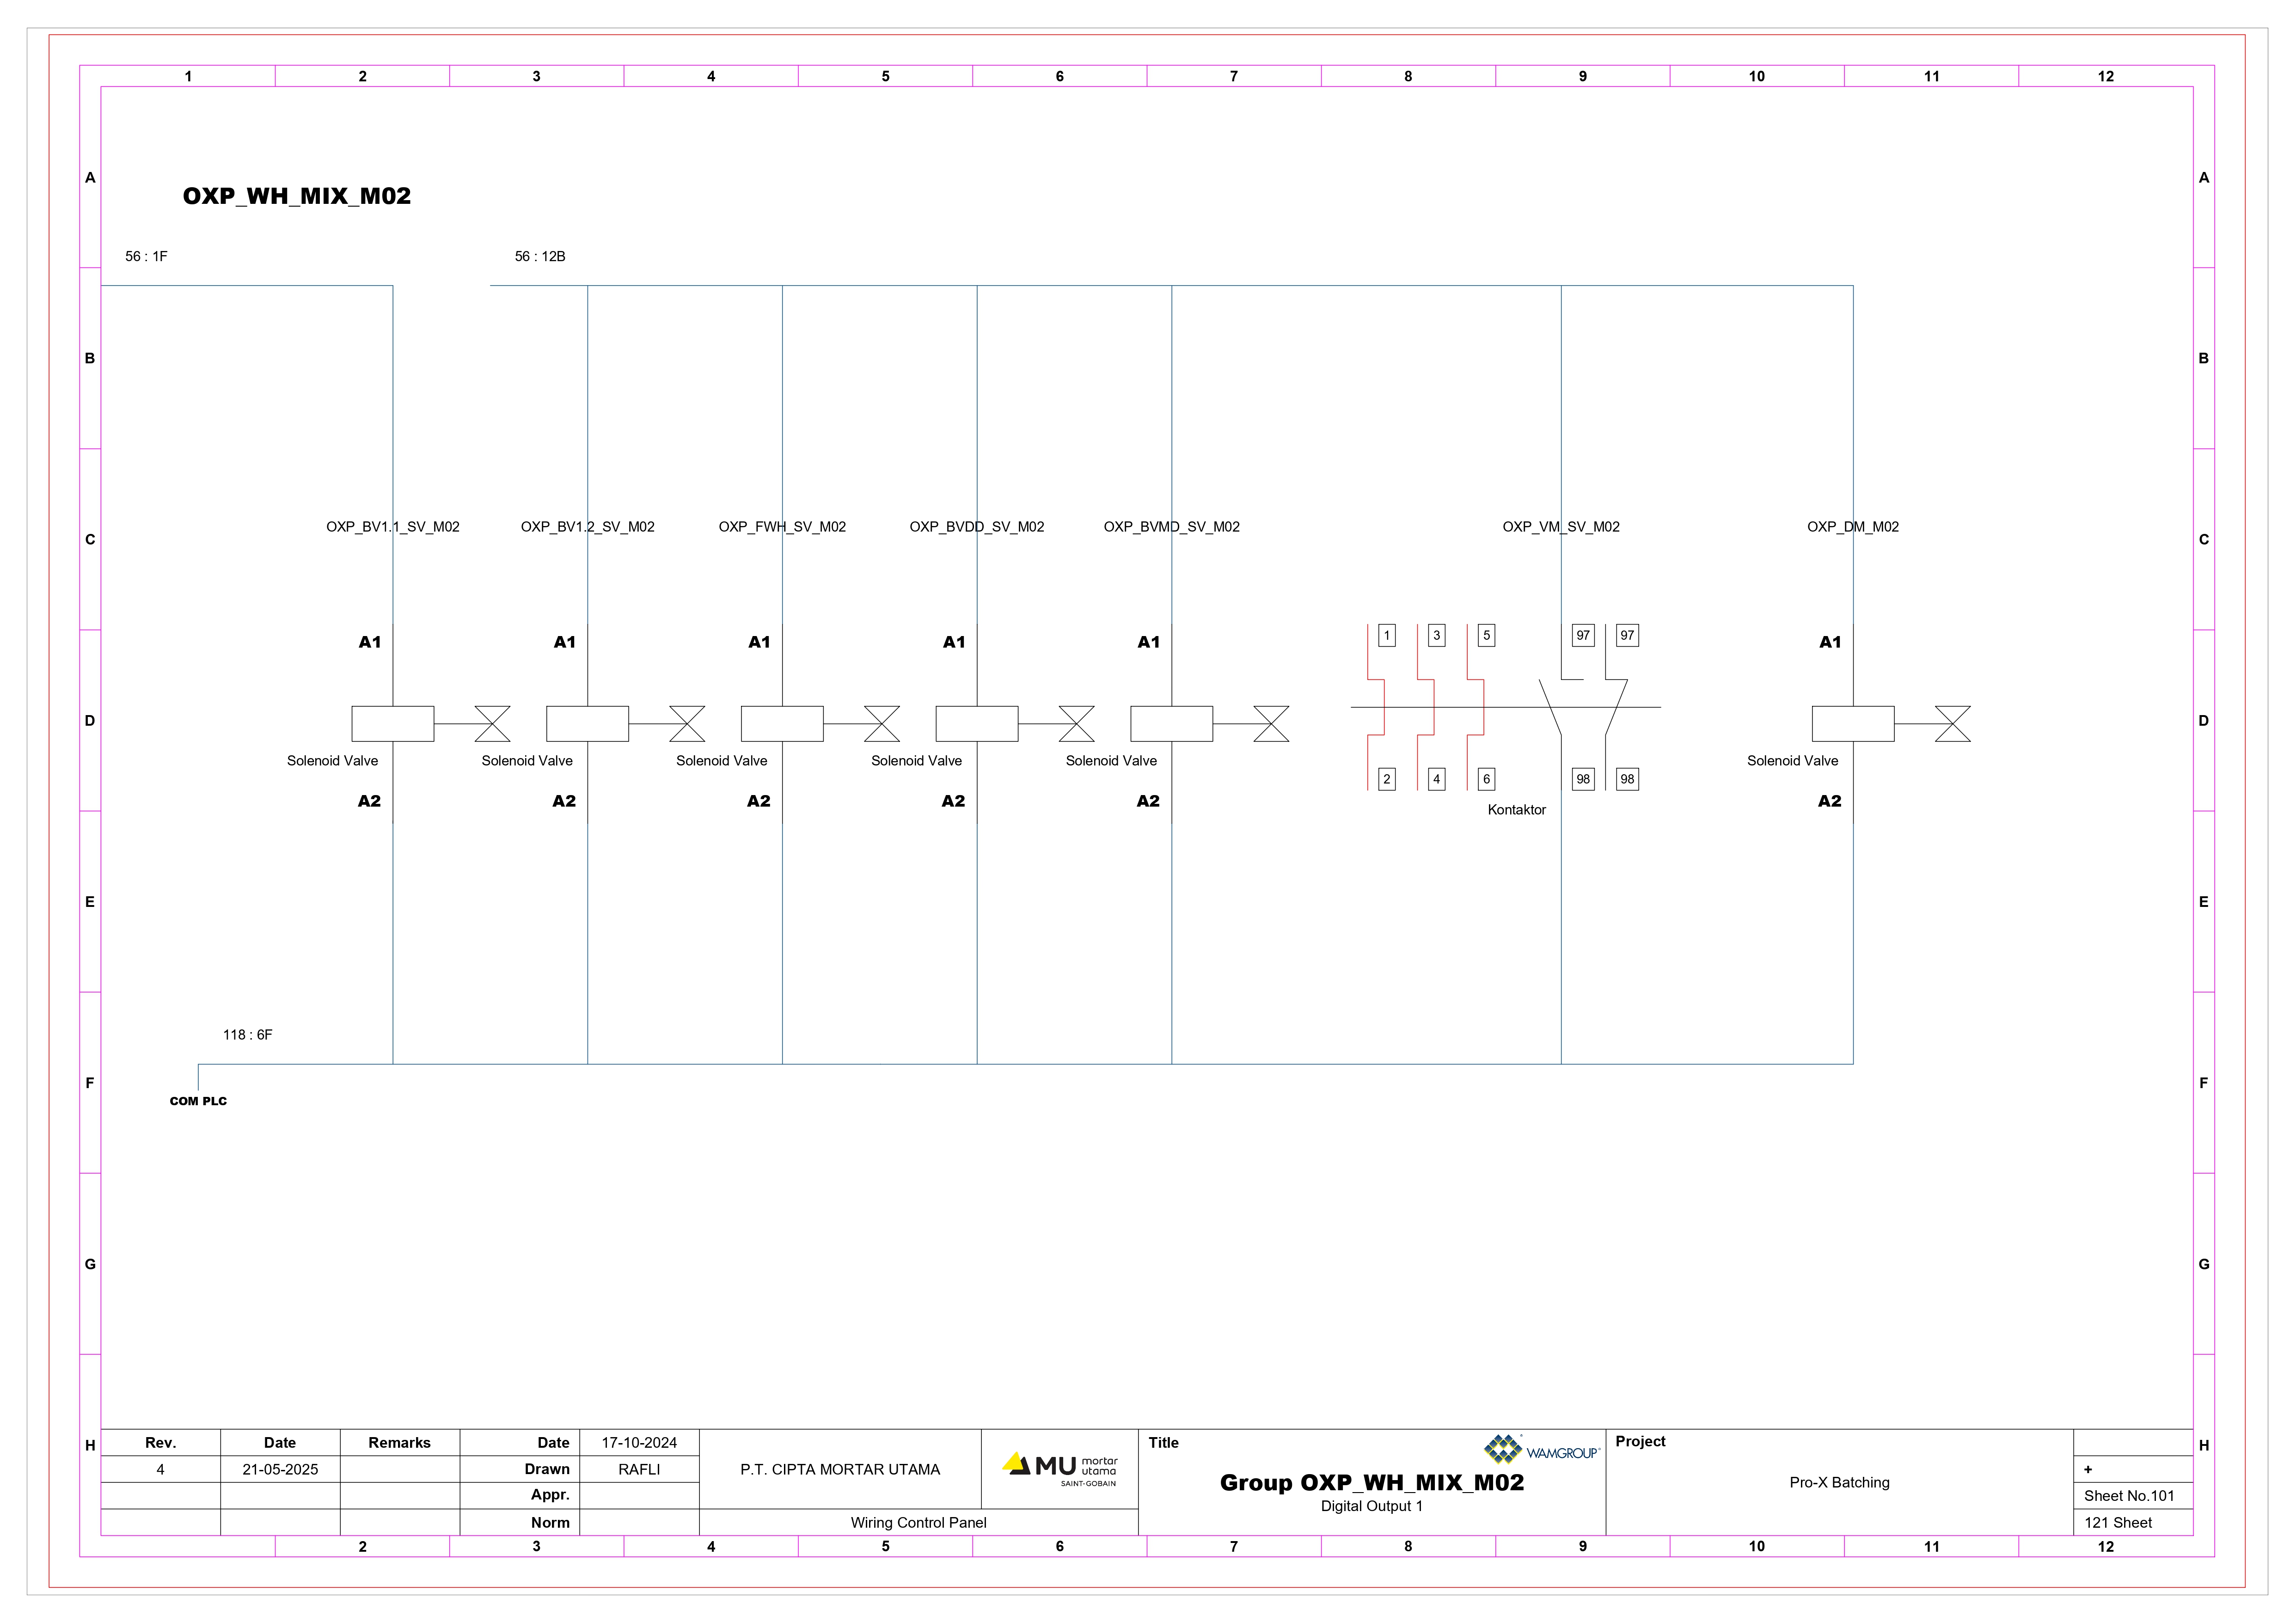 1 2 3 4 5 6 7 8 9 10 11 12
A A
OXP_WH_MIX_M02
56 : 1F 56 : 12B
B B
OXP_BV1.1_SV_M02 OXP_BV1.2_SV_M02 OXP_FWH_SV_M02 OXP_BVDD_SV_M02 OXP_BVMD_SV_M02 OXP_VM_SV_M02 OXP_DM_M02
C C
A1 A1 A1 A1 A1 1 3 5 97 97 A1
D D
Solenoid Valve Solenoid Valve Solenoid Valve Solenoid Valve Solenoid Valve Solenoid Valve
2 4 6 98 98
A2 A2 A2 A2 A2 A2
Kontaktor
E E
118 : 6F
F F
COM PLC
G G
H H
Rev. Date Remarks Date 17-10-2024
4 21-05-2025 Drawn RAFLI
Appr.
Norm
P.T. CIPTA MORTAR UTAMA
MU mortar
utama
SAINT-GOBAIN
Wiring Control Panel
Title
WAMGROUP®
Group OXP_WH_MIX_M02
Digital Output 1
Project
Pro-X Batching
+
Sheet No.101
121 Sheet
2 3 4 5 6 7 8 9 10 11 12